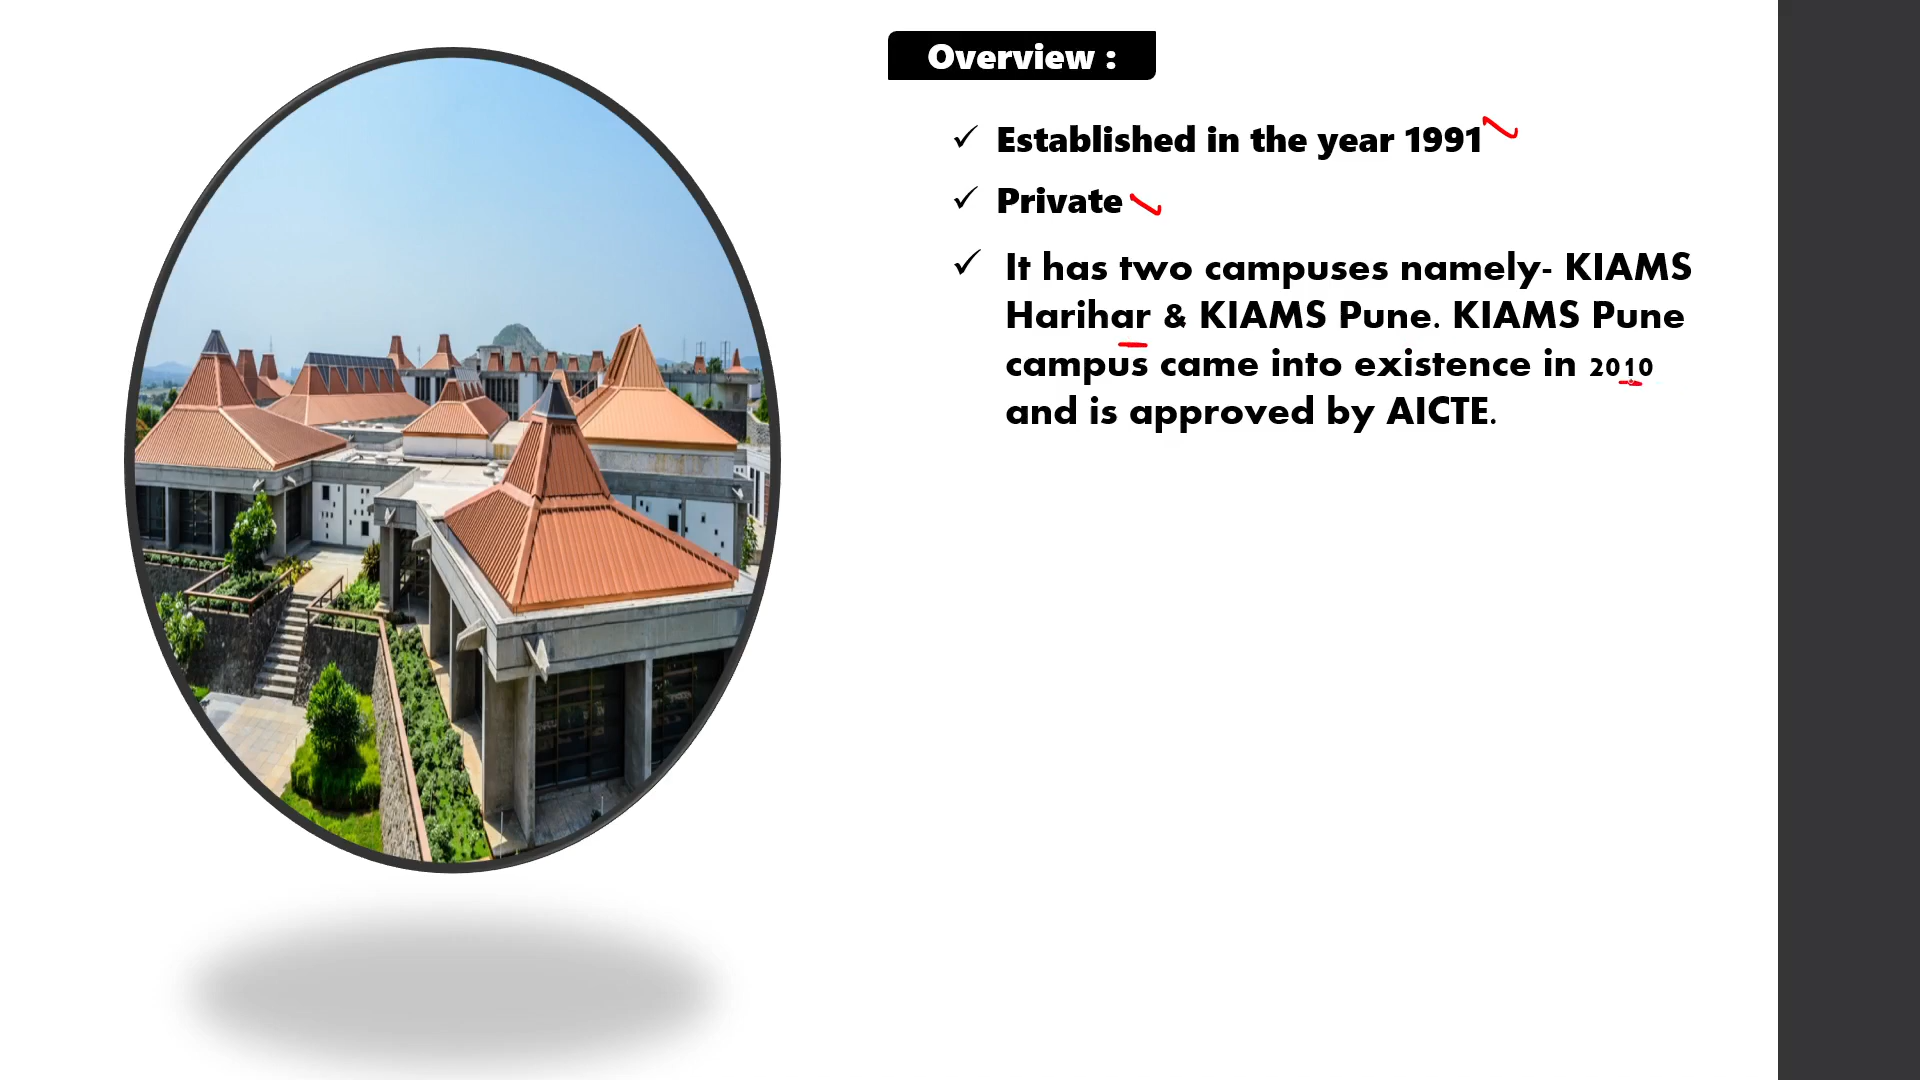 Overview :
✓ Established in the year 1991
✓ Private
✓ It has two campuses namely- KIAMS
Harihar & KIAMS Pune. KIAMS Pune
campus came into existence in 2010
and is approved by AICTE.